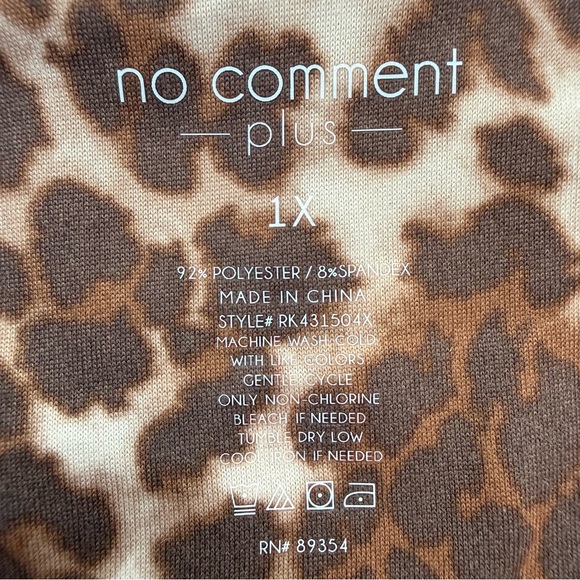 no comment
plus
1X
92% POLYESTER / 8%SPANDEX
MADE IN CHINA
STYLE# RK431504X
MACHINE WASH COLD
WITH LIKE COLORS
GENTLE CYCLE
ONLY NON-CHLORINE
BLEACH IF NEEDED
TUMBLE DRY LOW
COOL IRON IF NEEDED
RN# 89354